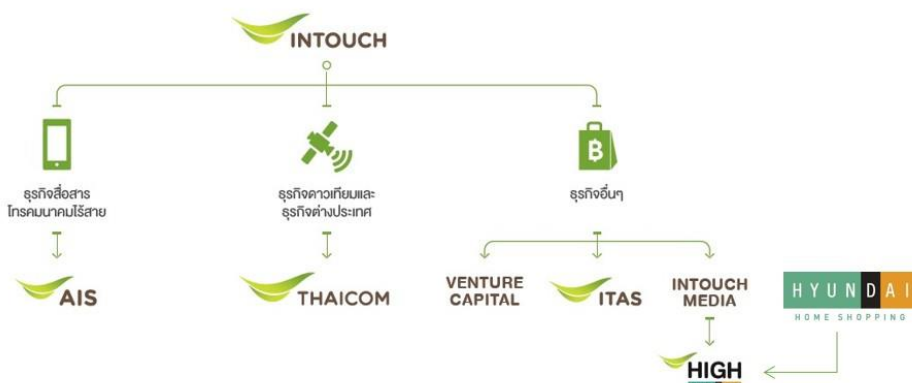 INTOUCH
฿
ธุรกิจสื่อสาร
โทรคมนาคมไร้สาย
ธุรกิจดาวเทียมและ
ธุรกิจต่างประเทศ
ธุรกิจอื่นๆ
AIS
THAICOM
VENTURE
CAPITAL
ITAS
INTOUCH
MEDIA
HYUNDAI
HOME SHOPPING
HIGH